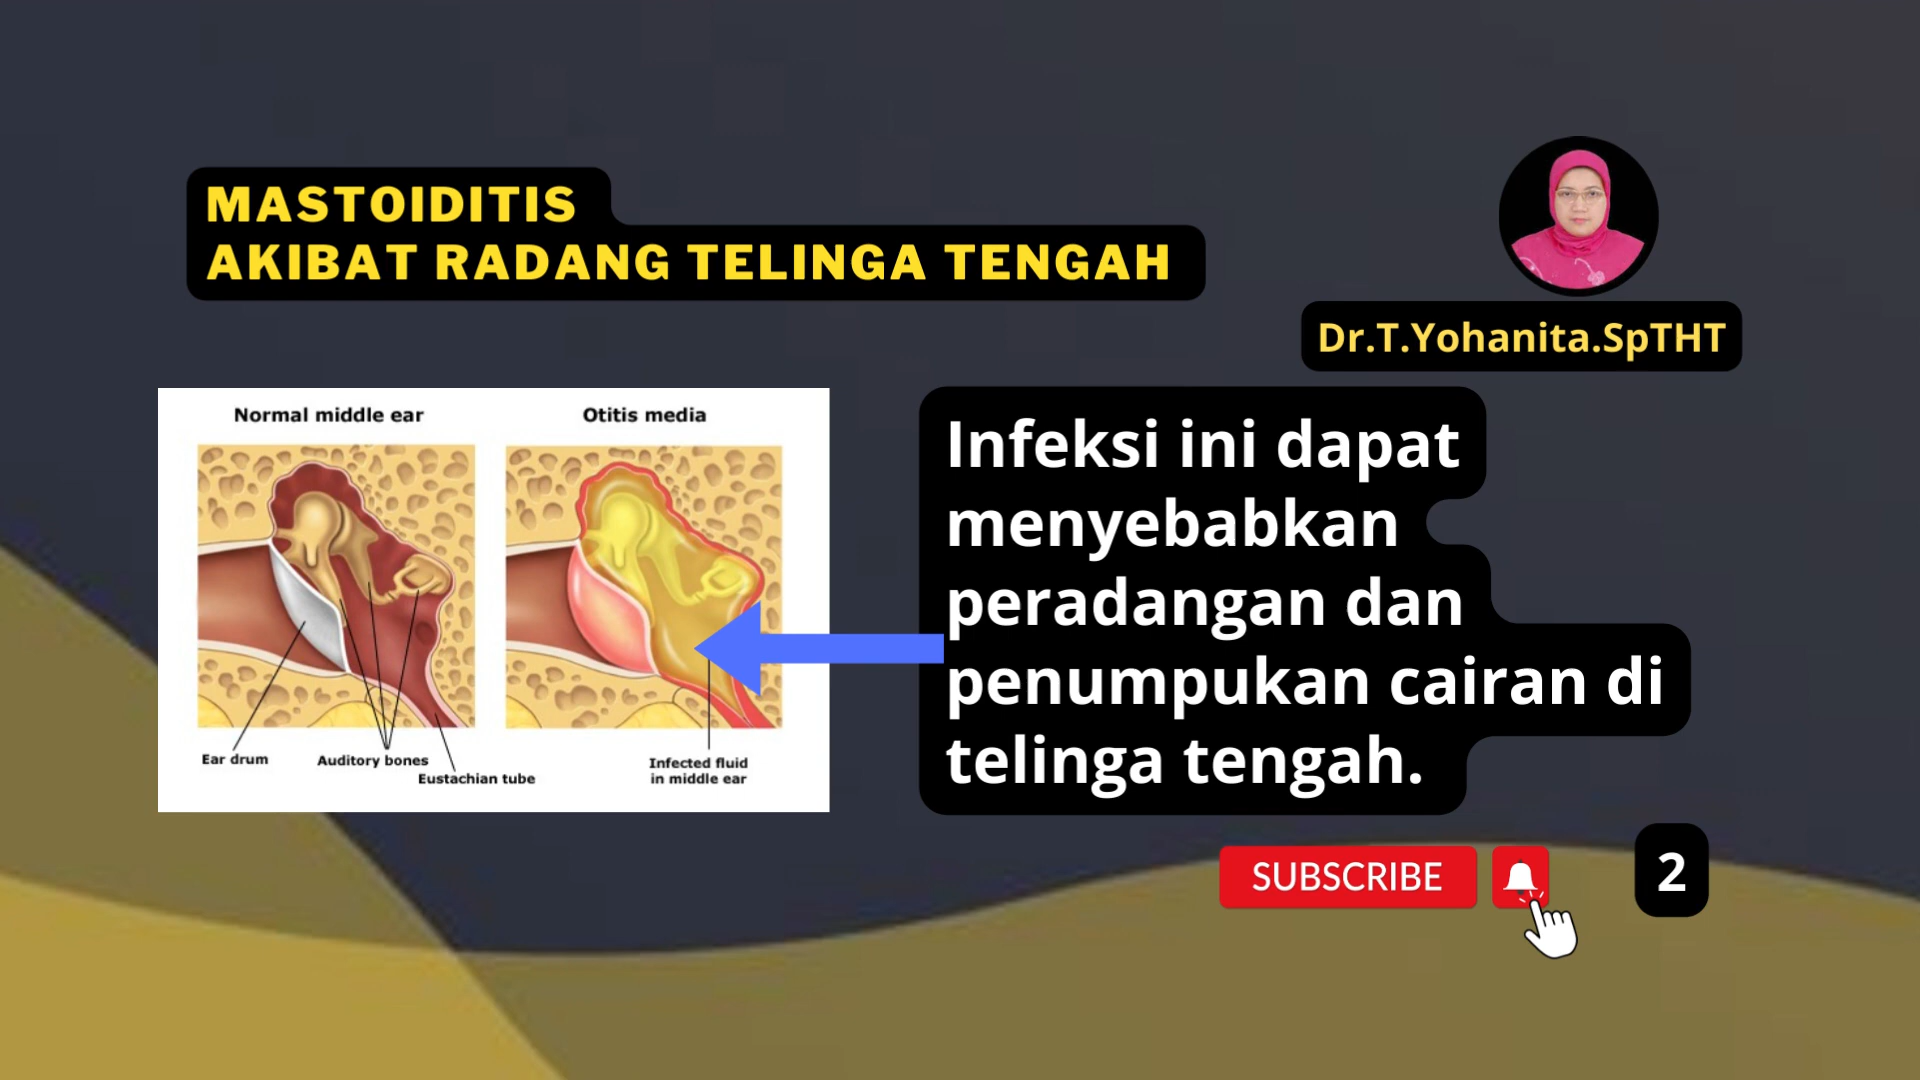 MASTOIDITIS
AKIBAT RADANG TELINGA TENGAH
Dr.T.Yohanita.SpTHT
Normal middle ear
Otitis media
Ear drum
Auditory bones
Eustachian tube
Infected fluid
in middle ear
Infeksi ini dapat
menyebabkan
peradangan dan
penumpukan cairan di
telinga tengah.
SUBSCRIBE
2